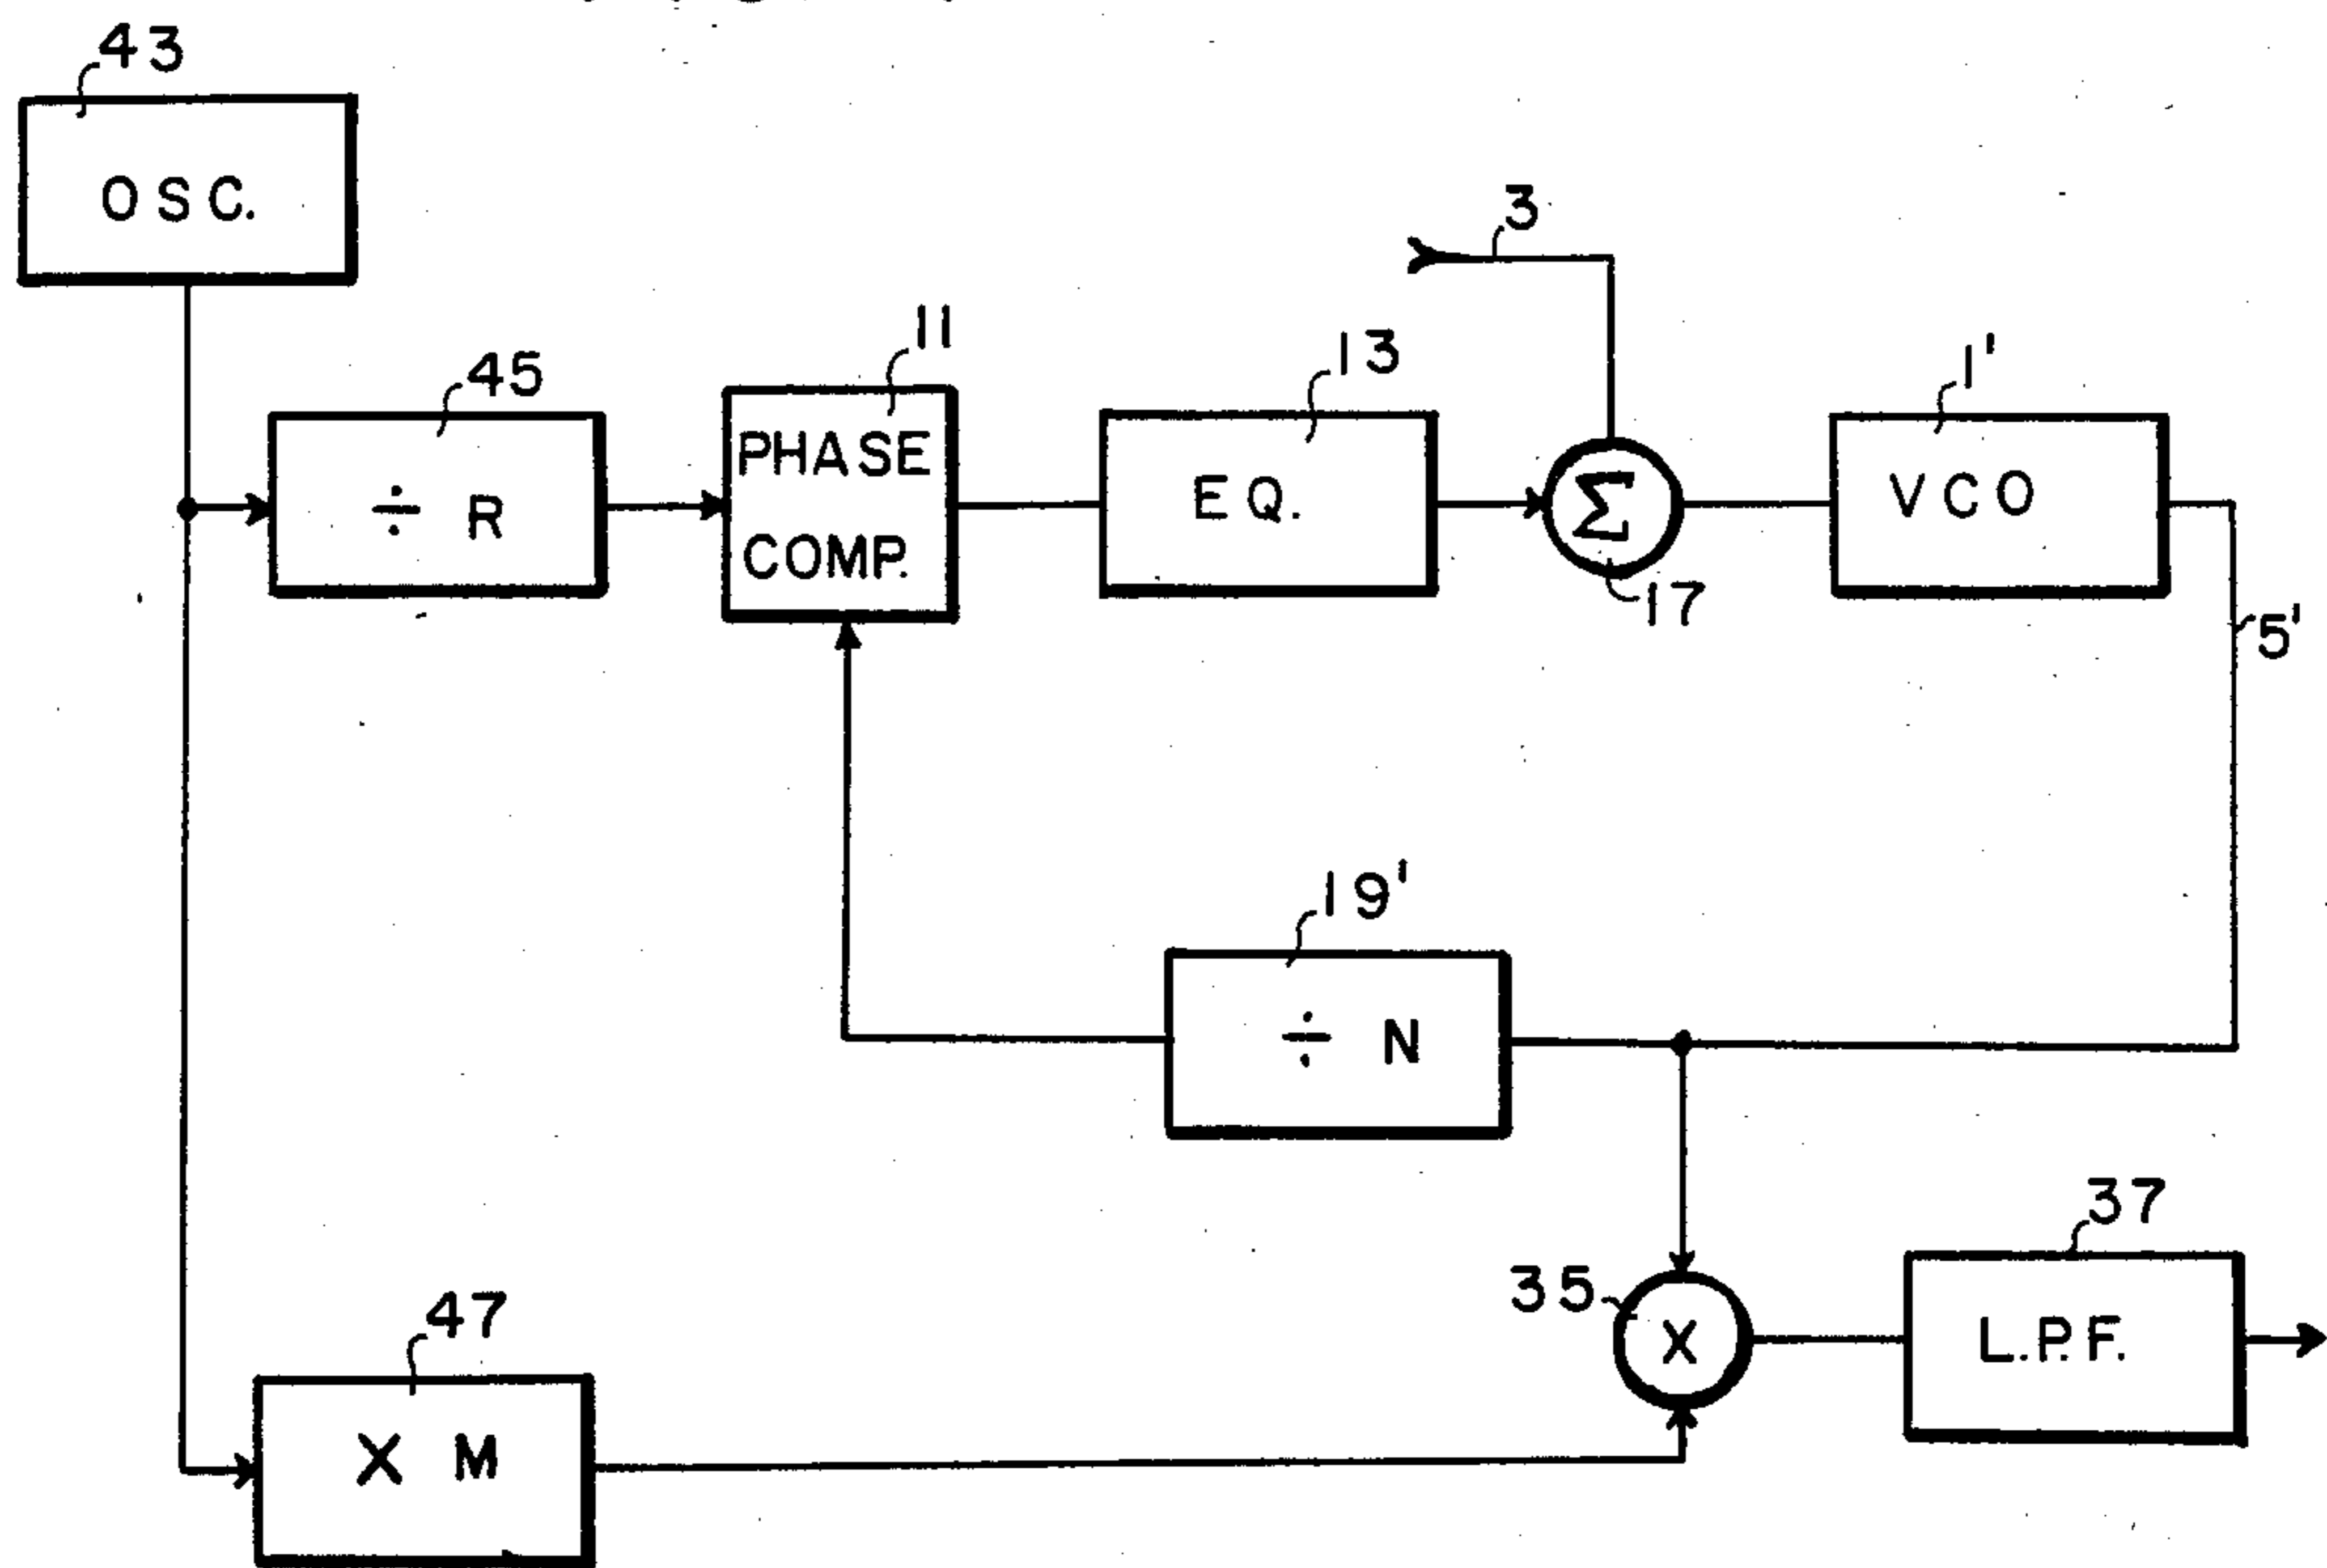 43
OSC.
3
11
13
1'
45
÷ R
PHASE
COMP.
EQ.
Σ
VCO
17
5'
19'
÷ N
37
35
X
L.P.F.
47
X M